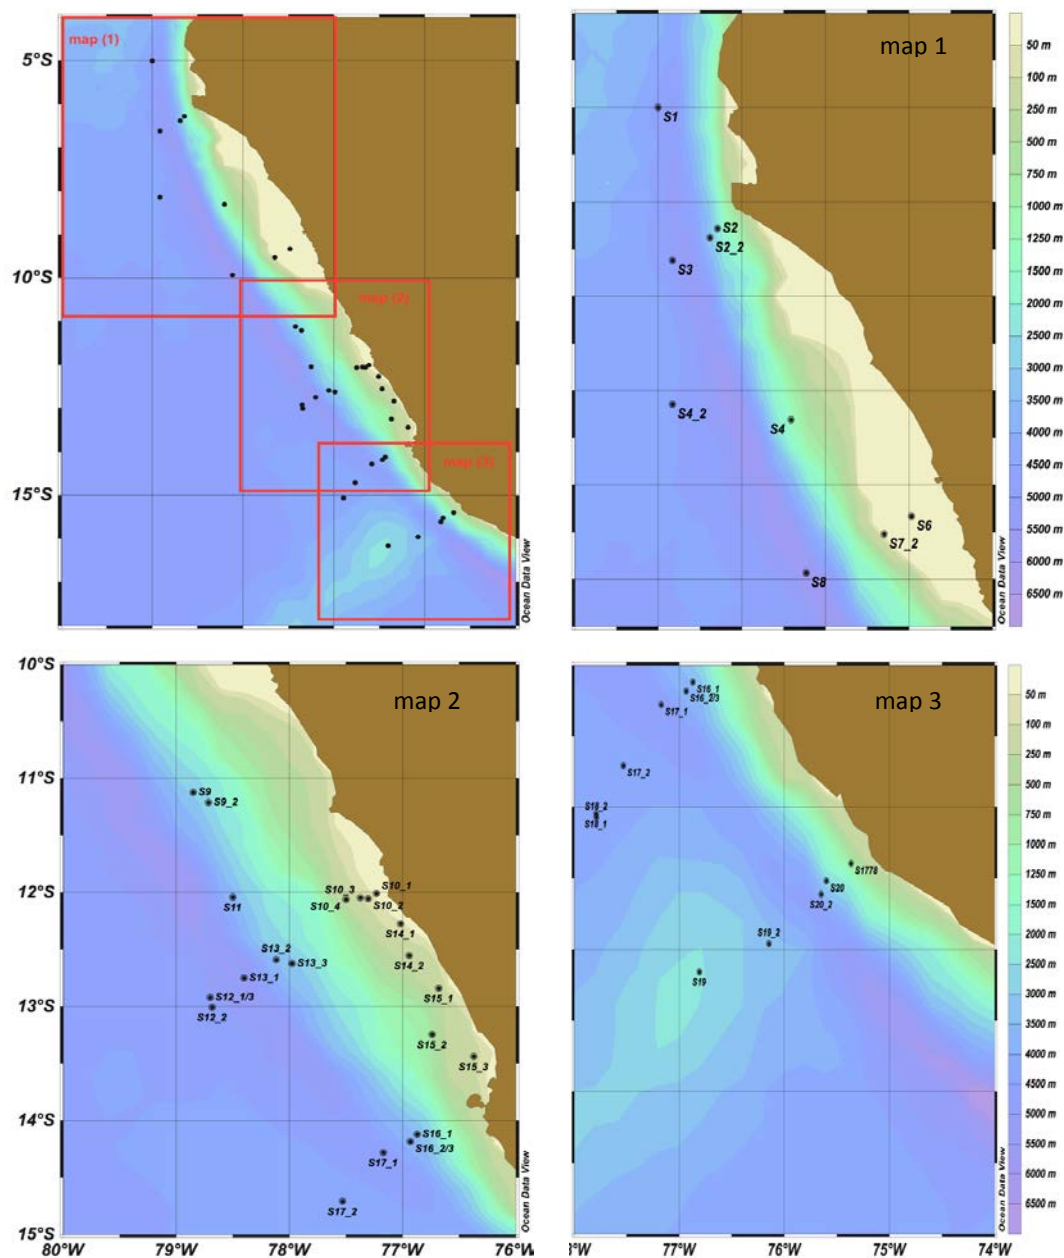 map (1)
map (2)
map (3)
5°S
10°S
15°S
Ocean Data View
map 1
S1
S2
S2_2
S3
S4_2
S4
S6
S7_2
S8
Ocean Data View
50 m
100 m
250 m
500 m
750 m
1000 m
1250 m
1500 m
2000 m
2500 m
3000 m
3500 m
4000 m
4500 m
5000 m
5500 m
6000 m
6500 m
map 2
10°S
11°S
12°S
13°S
14°S
15°S
S9
S9_2
S10_3
S10_1
S10_4
S10_2
S11
S14_1
S13_2
S13_3
S14_2
S13_1
S12_1/3
S12_2
S15_1
S15_2
S15_3
S16_1
S16_2/3
S17_1
S17_2
80°W
79°W
78°W
77°W
76°W
Ocean Data View
map 3
S16_1
S16_2/3
S17_1
S17_2
S18_2
S18_1
S1778
S20
S20_2
S19_2
S19
77°W
76°W
75°W
74°W
Ocean Data View
50 m
100 m
250 m
500 m
750 m
1000 m
1250 m
1500 m
2000 m
2500 m
3000 m
3500 m
4000 m
4500 m
5000 m
5500 m
6000 m
6500 m